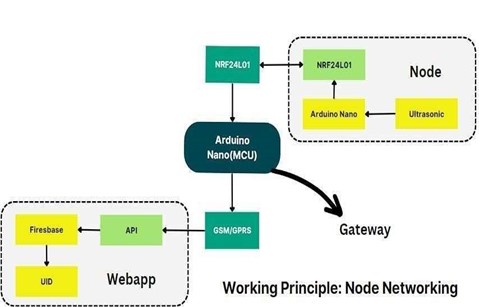 NRF24L01
NRF24L01
Node
Arduino Nano
Ultrasonic
Arduino
Nano(MCU)
Firesbase
API
GSM/GPRS
Gateway
UID
Webapp
Working Principle: Node Networking